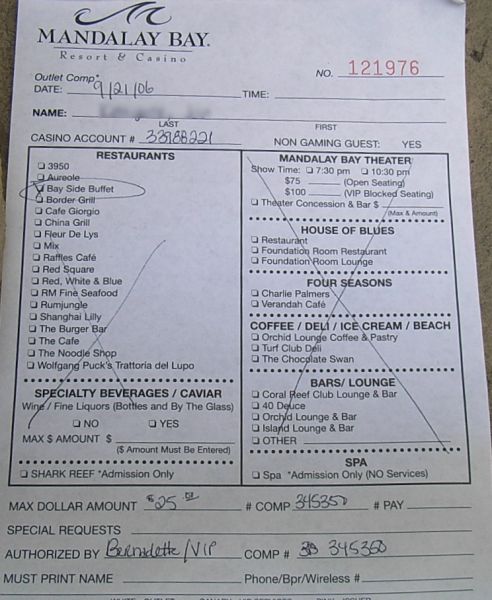 MANDALAY BAY.
Resort & Casino
Outlet Comp*
NO. 121976
DATE: 9/21/06 TIME:
NAME:
LAST FIRST
CASINO ACCOUNT # 33988221 NON GAMING GUEST: YES
RESTAURANTS
3950
Aureole
Bay Side Buffet
Border Grill
Cafe Giorgio
China Grill
Fleur De Lys
Mix
Raffles Café
Red Square
Red, White & Blue
RM Fine Seafood
Rumjungle
Shanghai Lilly
The Burger Bar
The Cafe
The Noodle Shop
Wolfgang Puck's Trattoria del Lupo
SPECIALTY BEVERAGES / CAVIAR
Wine / Fine Liquors (Bottles and By The Glass)
NO YES
MAX $ AMOUNT $
($ Amount Must Be Entered)
SHARK REEF *Admission Only
MANDALAY BAY THEATER
Show Time: 7:30 pm 10:30 pm
$75 (Open Seating)
$100 (VIP Blocked Seating)
Theater Concession & Bar $
(Max & Amount)
HOUSE OF BLUES
Restaurant
Foundation Room Restaurant
Foundation Room Lounge
FOUR SEASONS
Charlie Palmers
Verandah Café
COFFEE / DELI / ICE CREAM / BEACH
Orchid Lounge Coffee & Pastry
Turf Club Deli
The Chocolate Swan
BARS/ LOUNGE
Coral Reef Club Lounge & Bar
40 Deuce
Orchid Lounge & Bar
Island Lounge & Bar
OTHER
SPA
Spa *Admission Only (NO Services)
MAX DOLLAR AMOUNT $25.00 # COMP 345350 # PAY
SPECIAL REQUESTS
AUTHORIZED BY Bernadette/VIP COMP # 345350
MUST PRINT NAME Phone/Bpr/Wireless #